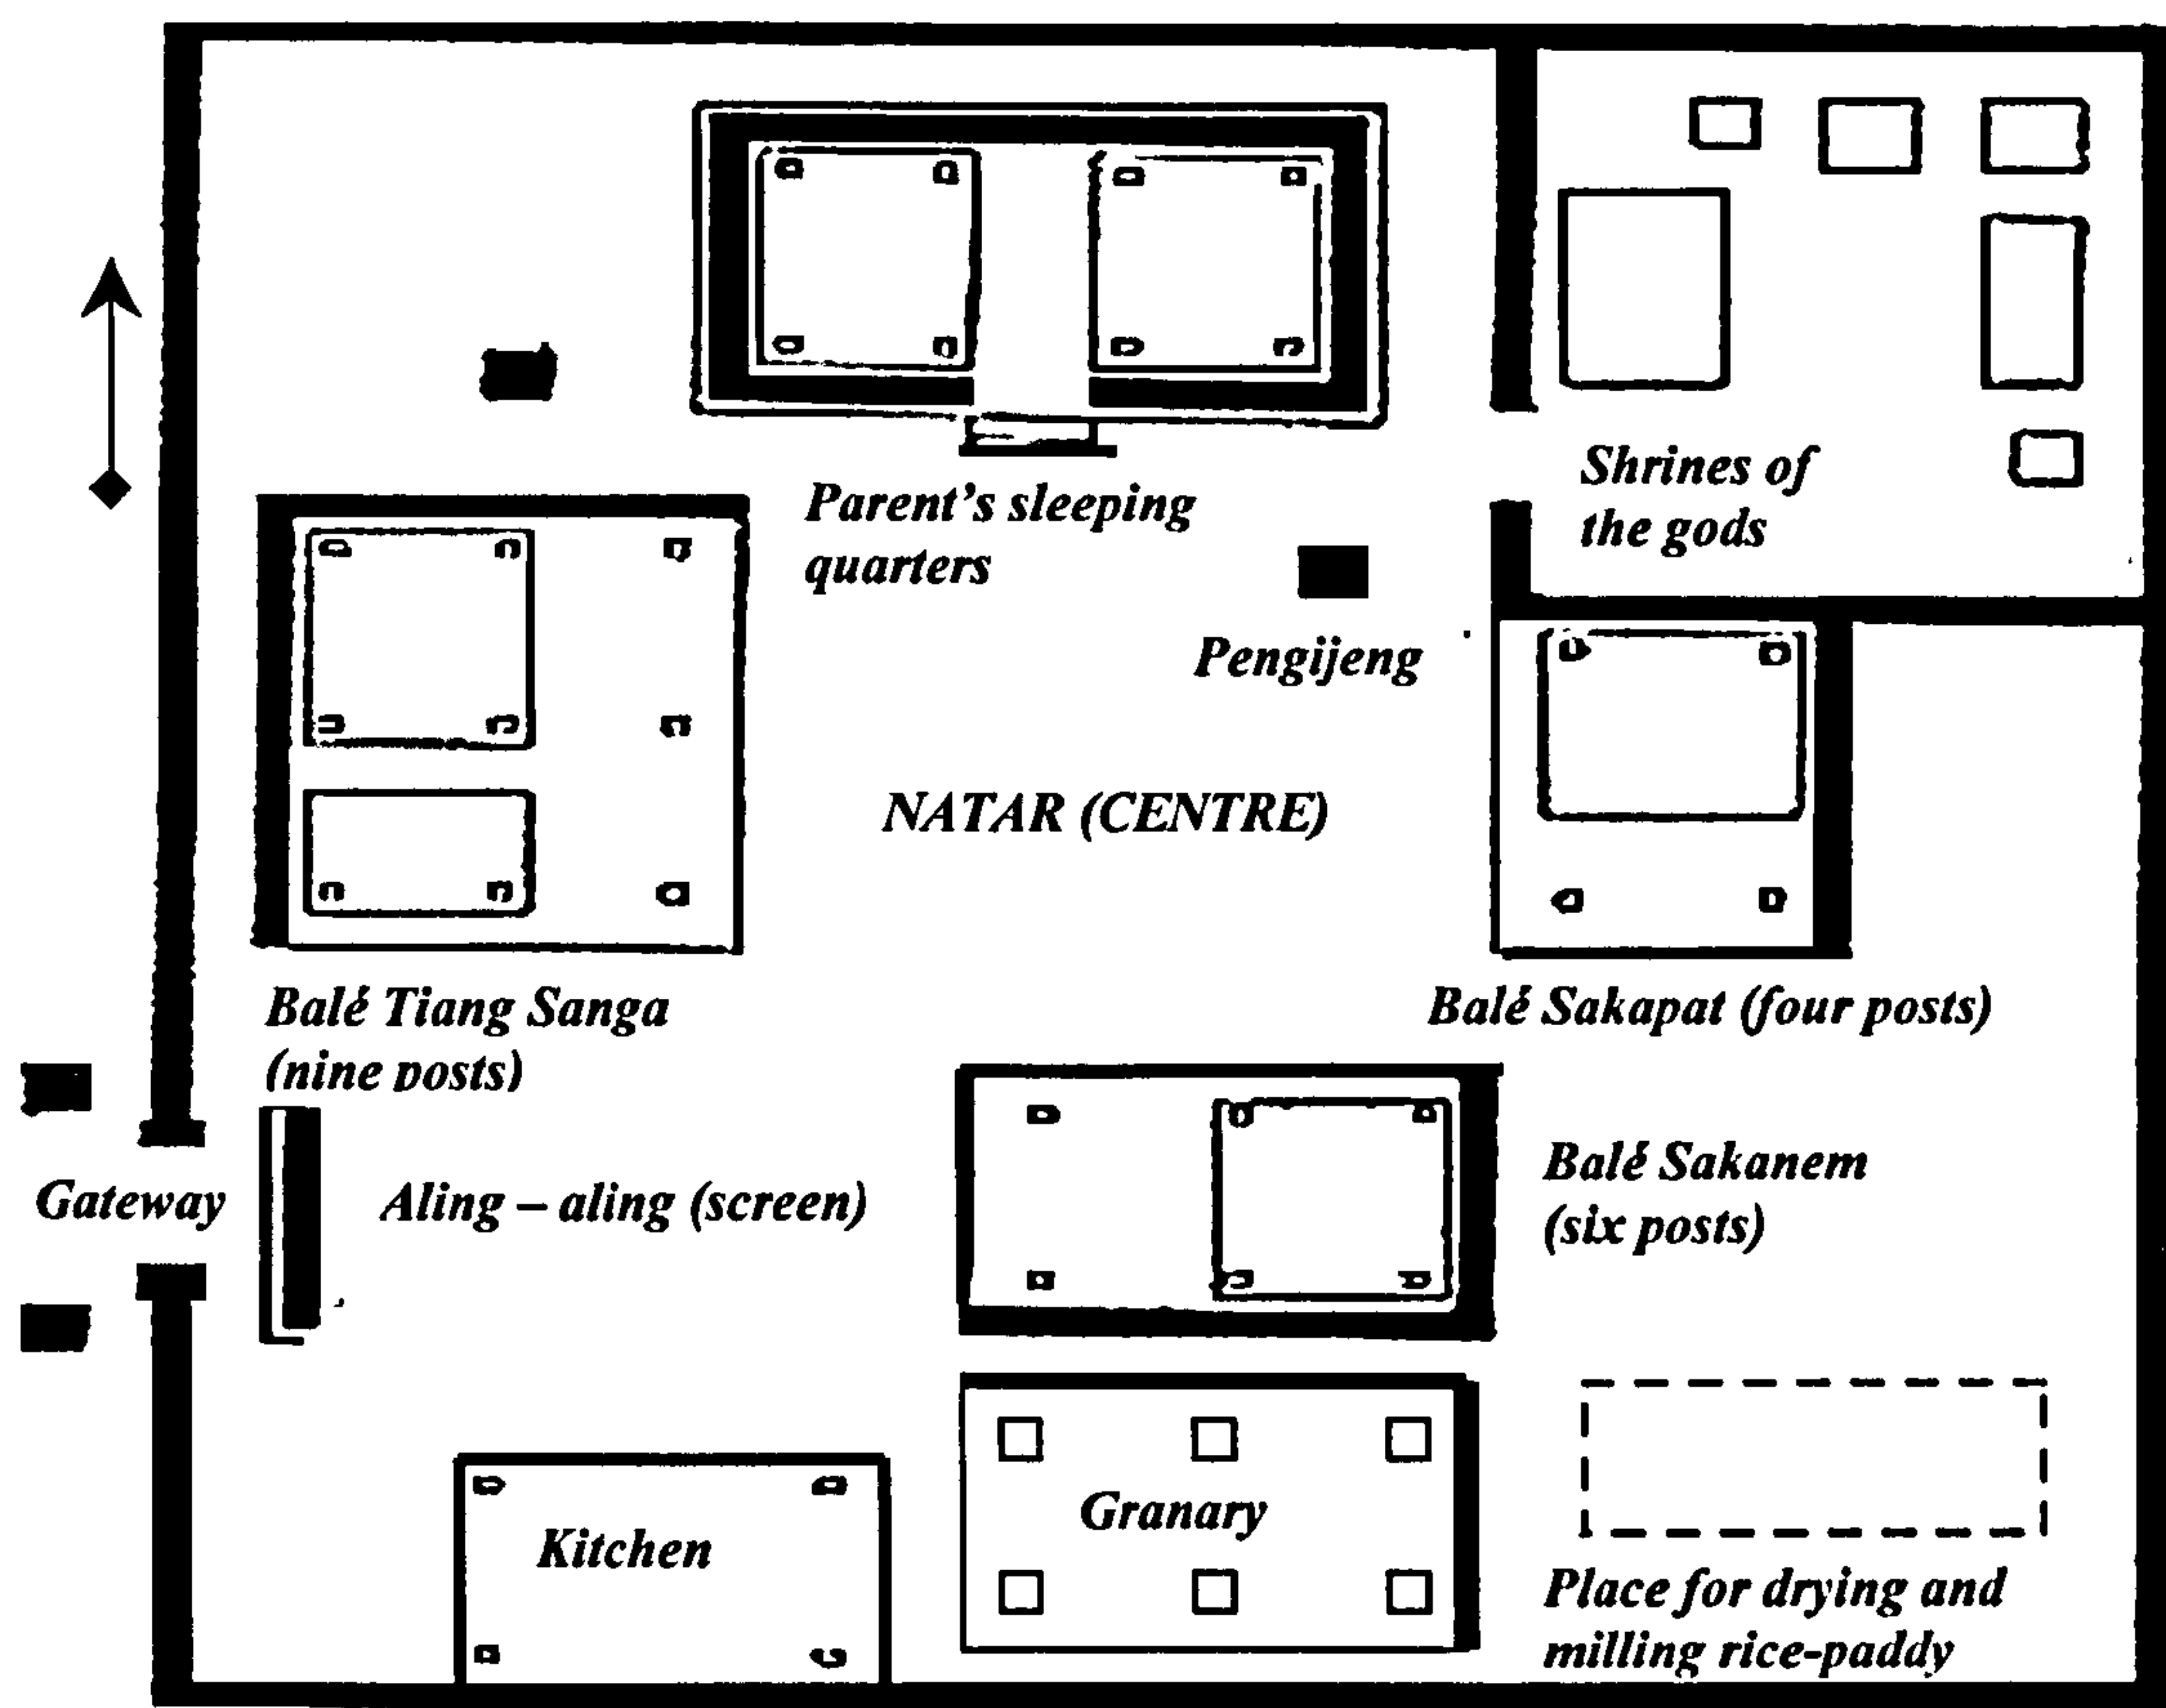 Parent's sleeping
quarters
Shrines of
the gods
Pengijeng
NATAR (CENTRE)
Balé Tiang Sanga
(nine posts)
Balé Sakapat (four posts)
Gateway
Aling – aling (screen)
Balé Sakanem
(six posts)
Kitchen
Granary
Place for drying and
milling rice-paddy